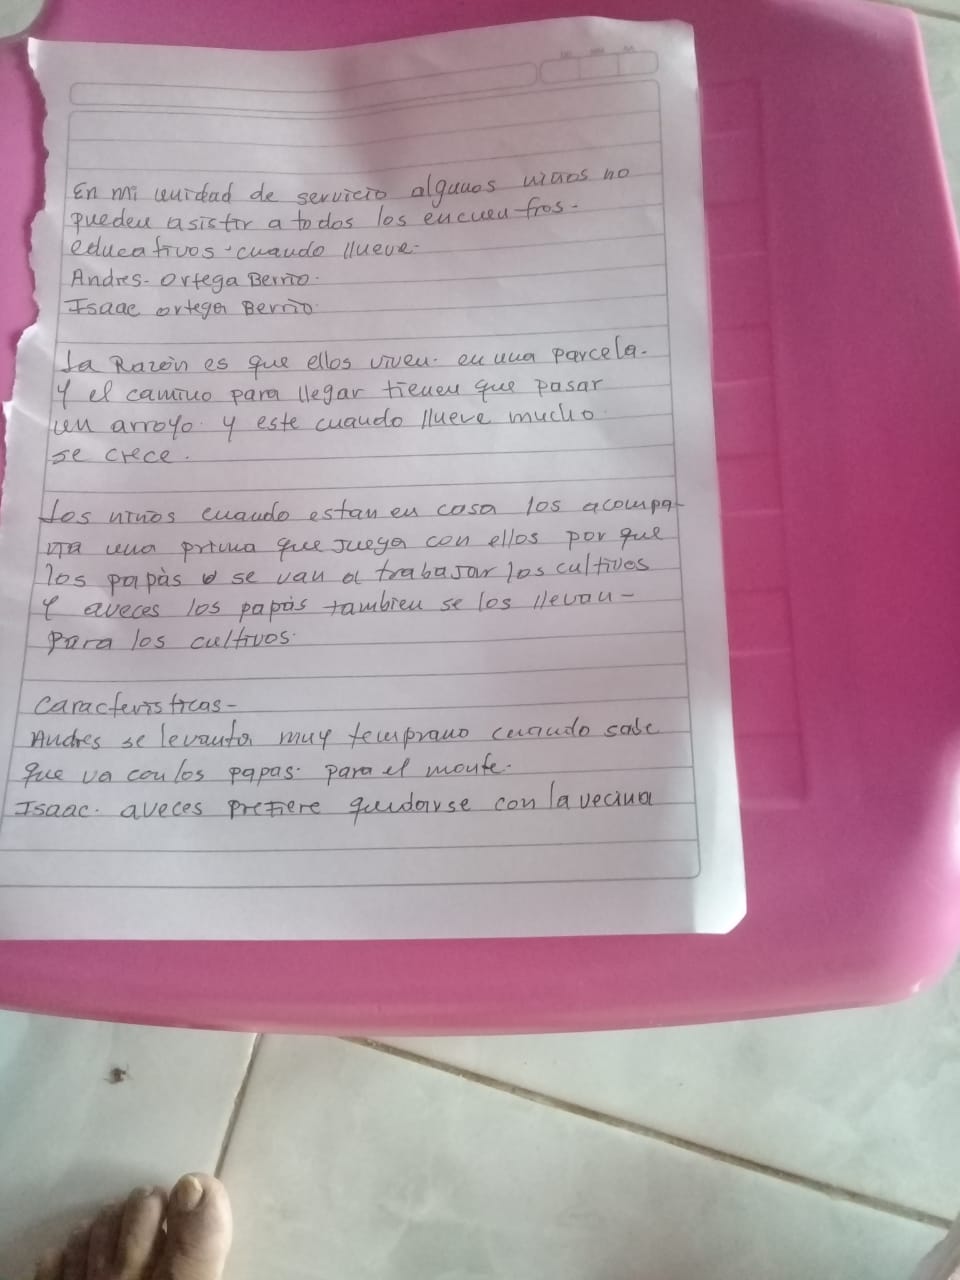 En mi unidad de servicio algunos niños no
pueden asistir a todos los encuentros-
educativos. cuando llueve-
Andres- Ortega Berrio.
Isaac ortega Berrio.
La Razón es que ellos viven. en una parcela-
Y el camino para llegar tienen que pasar
un arroyo. y este cuando llueve mucho.
se crece.
Los niños cuando estan en casa los acompa-
ña una prima que juega con ellos por que
los papàs se van a trabajar los cultivos
Y aveces los papàs tambien se los llevan-
para los cultivos.
Caracteristicas-
Andres se levanta muy temprano cuando sabe
que va con los papas. para el monte.
Isaac. aveces prefiere quedarse con la vecina